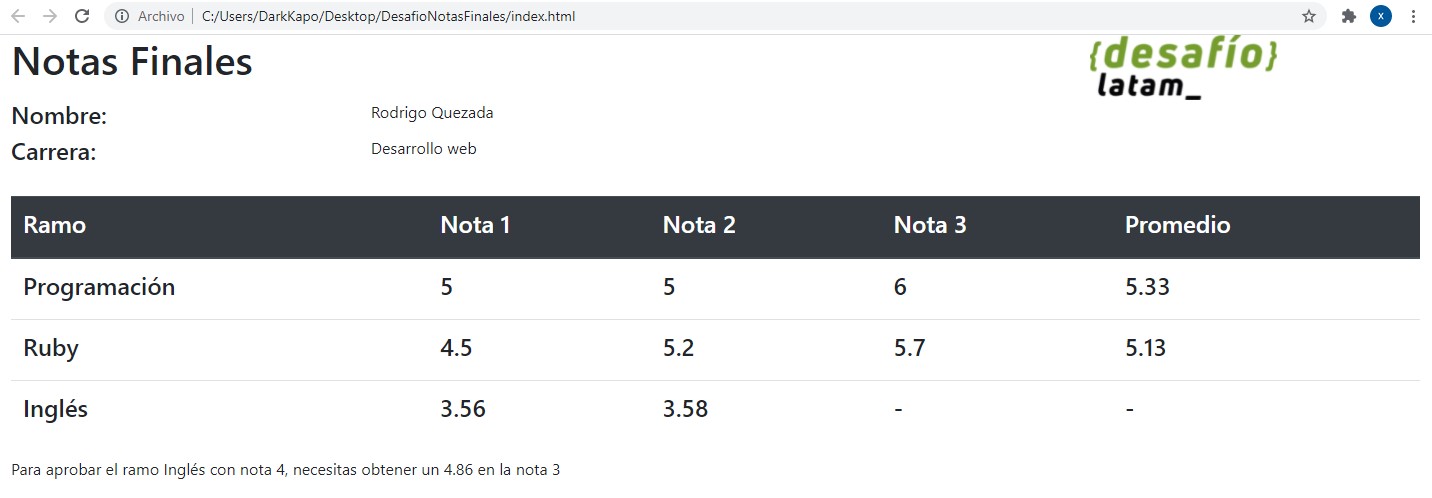 Archivo | C:/Users/DarkKapo/Desktop/DesafioNotasFinales/index.html x
Notas Finales
{desafío}
latam_
Nombre: Rodrigo Quezada
Carrera: Desarrollo web
Ramo Nota 1 Nota 2 Nota 3 Promedio
Programación 5 5 6 5.33
Ruby 4.5 5.2 5.7 5.13
Inglés 3.56 3.58 - -
Para aprobar el ramo Inglés con nota 4, necesitas obtener un 4.86 en la nota 3